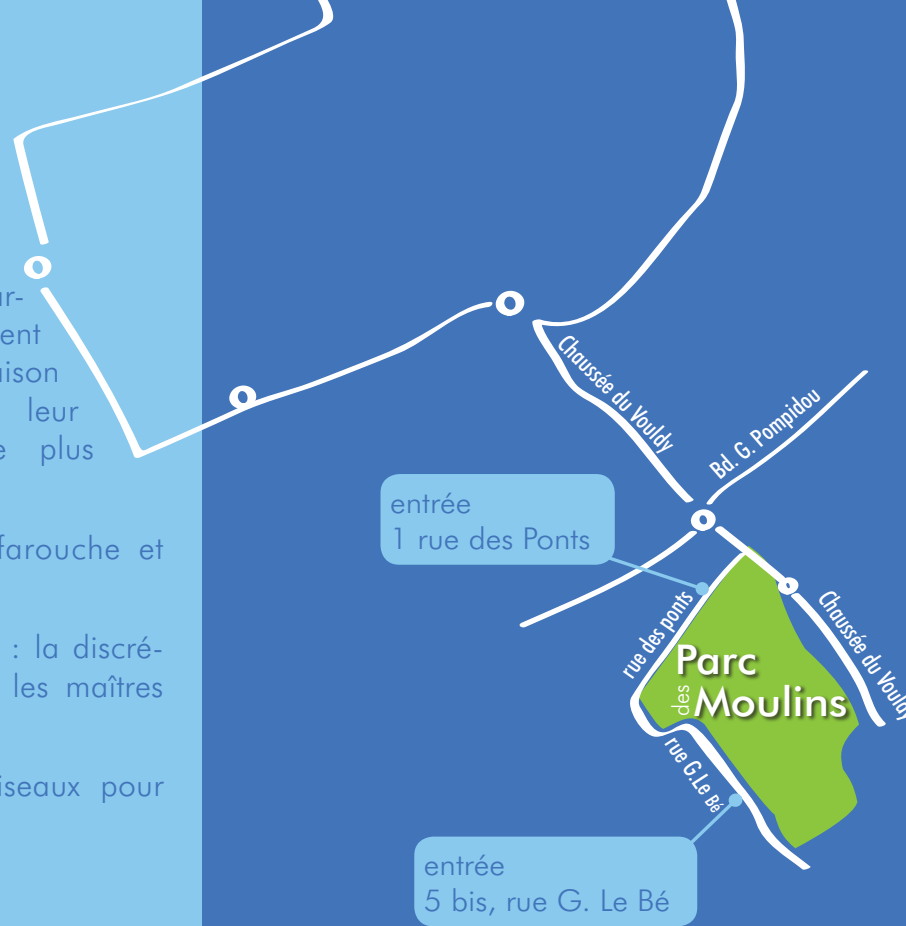 ur-
ent
aison
leur
e plus
farouche et
: la discré-
les maîtres
iseaux pour
Chaussée du Vouldy
Bd. G. Pompidou
entrée
1 rue des Ponts
rue des ponts
Chaussée du Vouldy
Parc
des Moulins
rue G.Le Bé
entrée
5 bis, rue G. Le Bé